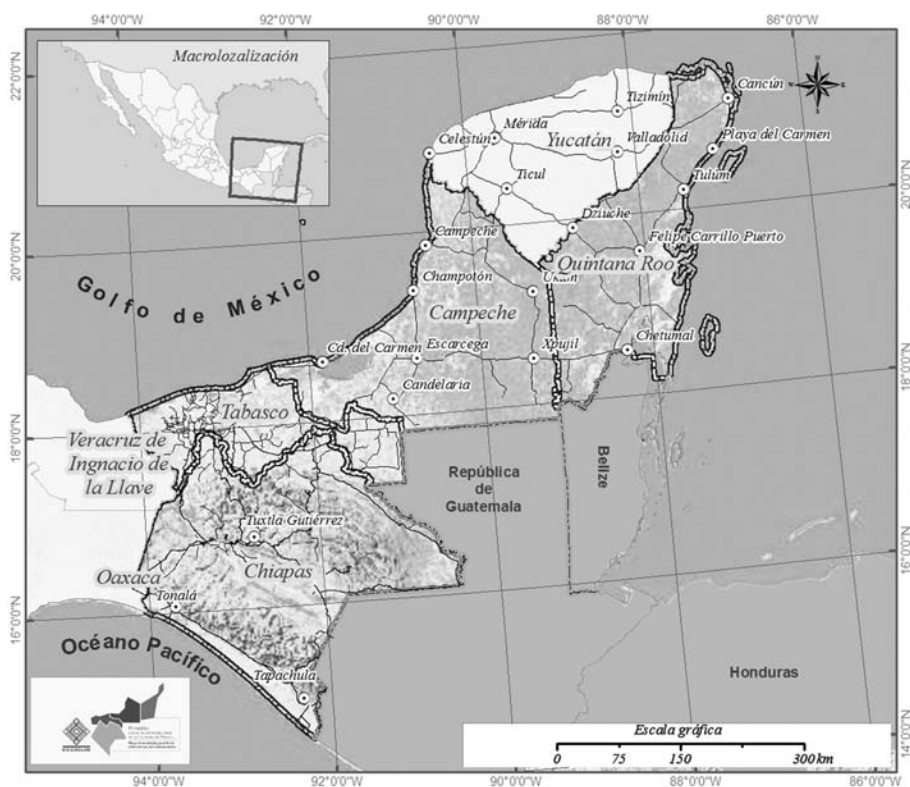 94°0'0"W
92°0'0"W
90°0'0"W
88°0'0"W
86°0'0"W
Macrolozalización
22°0'0"N
20°0'0"N
18°0'0"N
16°0'0"N
Cancún
Tizimín
Mérida
Yucatán
Celestún
Valladolid
Playa del Carmen
Ticul
Tulum
Dziuche
Campeche
Felipe Carrillo Puerto
Quintana Roo
Golfo de México
Champotón
Campeche
Chetumal
Cd. del Carmen
Escarcega
Xpujil
Candelaria
Tabasco
Veracruz de
Ingnacio de
la Llave
República
de
Guatemala
Belize
Tuxtla Gutiérrez
Chiapas
Oaxaca
Tonalá
Océano Pacífico
Tapachula
Honduras
20°0'0"N
18°0'0"N
16°0'0"N
14°0'0"N
Escala gráfica
0 75 150 300 km
94°0'0"W
92°0'0"W
90°0'0"W
88°0'0"W
86°0'0"W